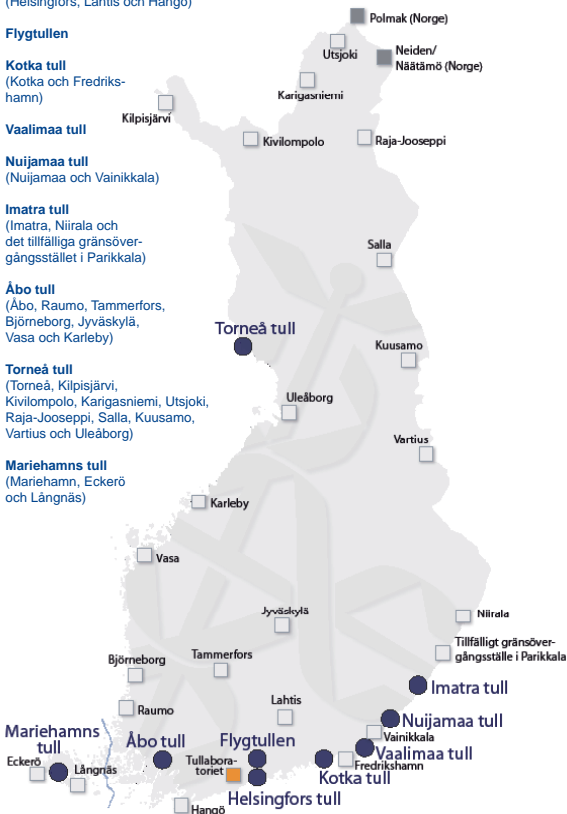 (Helsingfors, Lahtis och Hangö)
Flygtullen
Kotka tull
(Kotka och Fredriks-
hamn)
Vaalimaa tull
Nuijamaa tull
(Nuijamaa och Vainikkala)
Imatra tull
(Imatra, Niirala och
det tillfälliga gränsöver-
gångsstället i Parikkala)
Åbo tull
(Åbo, Raumo, Tammerfors,
Björneborg, Jyväskylä,
Vasa och Karleby)
Torneå tull
(Torneå, Kilpisjärvi,
Kivilompolo, Karigasniemi, Utsjoki,
Raja-Jooseppi, Salla, Kuusamo,
Vartius och Uleåborg)
Mariehamns tull
(Mariehamn, Eckerö
och Långnäs)
Polmak (Norge)
Utsjoki
Neiden/
Näätämö (Norge)
Karigasniemi
Kilpisjärvi
Kivilompolo
Raja-Jooseppi
Salla
Torneå tull
Kuusamo
Uleåborg
Vartius
Karleby
Vasa
Jyväskylä
Niirala
Tillfälligt gränsöver-
gångsställe i Parikkala
Björneborg
Tammerfors
Imatra tull
Raumo
Lahtis
Nuijamaa tull
Vainikkala
Mariehamns
tull
Åbo tull
Flygtullen
Vaalimaa tull
Eckerö
Långnäs
Tullabora-
toriet
Fredrikshamn
Kotka tull
Helsingfors tull
Hangö